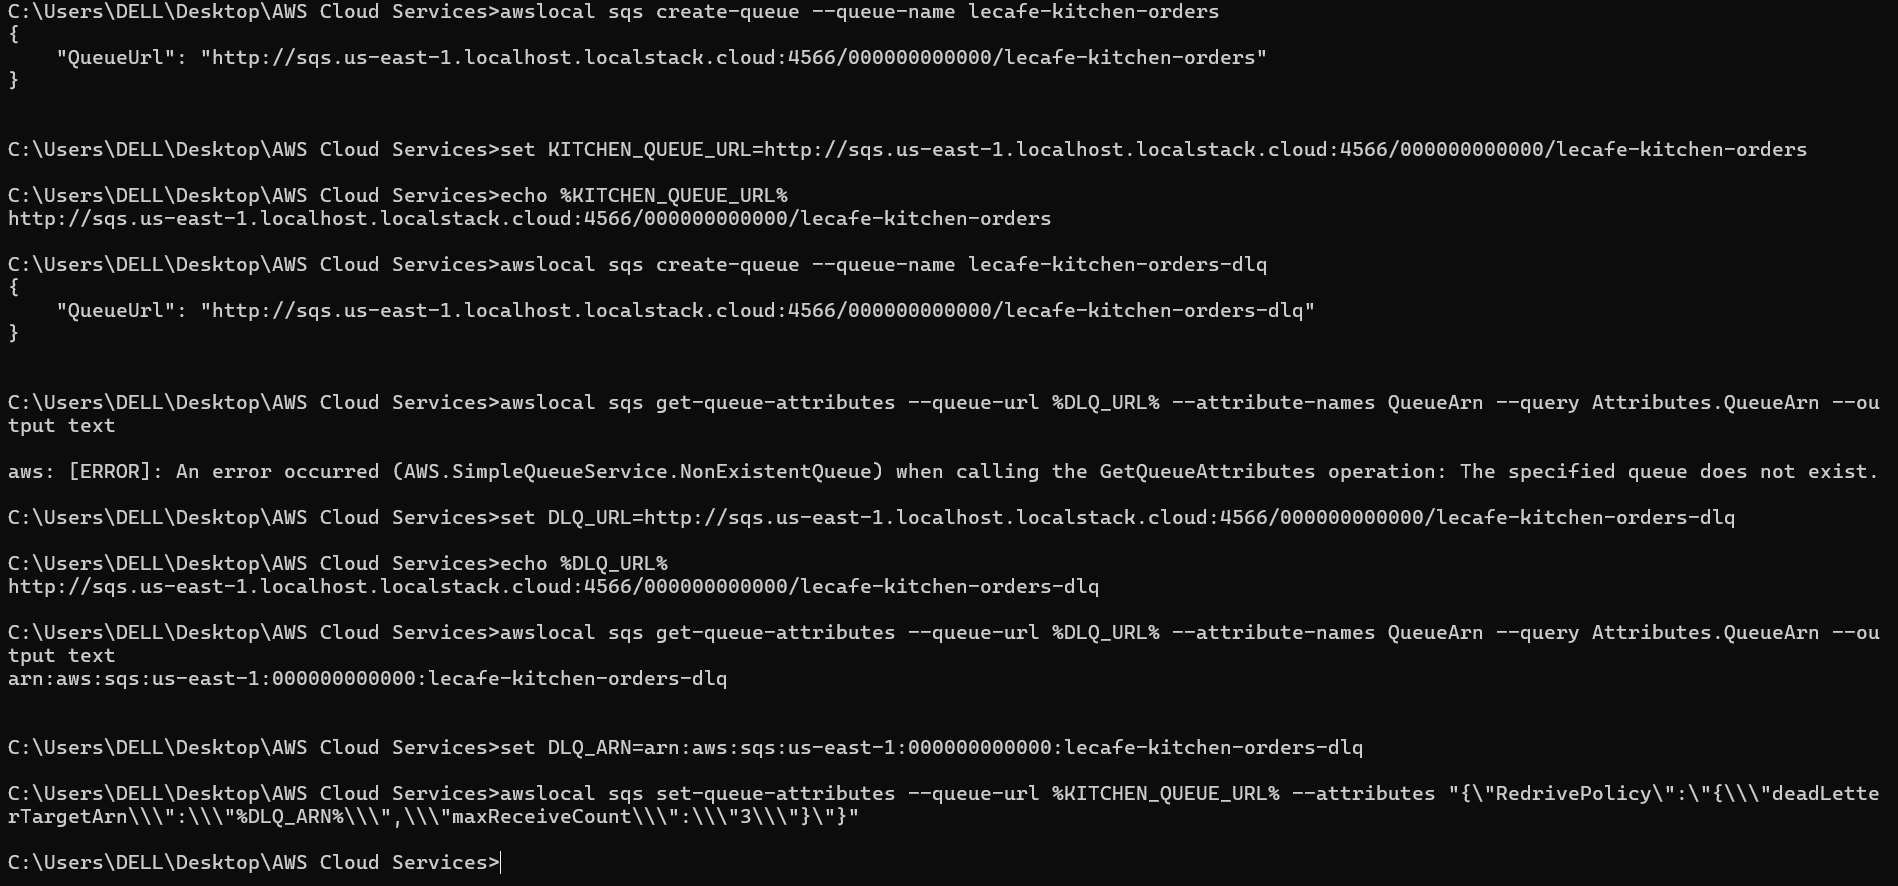 C:\Users\DELL\Desktop\AWS Cloud Services>awslocal sqs create-queue --queue-name lecafe-kitchen-orders
{
    "QueueUrl": "http://sqs.us-east-1.localhost.localstack.cloud:4566/000000000000/lecafe-kitchen-orders"
}
C:\Users\DELL\Desktop\AWS Cloud Services>set KITCHEN_QUEUE_URL=http://sqs.us-east-1.localhost.localstack.cloud:4566/000000000000/lecafe-kitchen-orders
C:\Users\DELL\Desktop\AWS Cloud Services>echo %KITCHEN_QUEUE_URL%
http://sqs.us-east-1.localhost.localstack.cloud:4566/000000000000/lecafe-kitchen-orders
C:\Users\DELL\Desktop\AWS Cloud Services>awslocal sqs create-queue --queue-name lecafe-kitchen-orders-dlq
{
    "QueueUrl": "http://sqs.us-east-1.localhost.localstack.cloud:4566/000000000000/lecafe-kitchen-orders-dlq"
}
C:\Users\DELL\Desktop\AWS Cloud Services>awslocal sqs get-queue-attributes --queue-url %DLQ_URL% --attribute-names QueueArn --query Attributes.QueueArn --ou
tput text
aws: [ERROR]: An error occurred (AWS.SimpleQueueService.NonExistentQueue) when calling the GetQueueAttributes operation: The specified queue does not exist.
C:\Users\DELL\Desktop\AWS Cloud Services>set DLQ_URL=http://sqs.us-east-1.localhost.localstack.cloud:4566/000000000000/lecafe-kitchen-orders-dlq
C:\Users\DELL\Desktop\AWS Cloud Services>echo %DLQ_URL%
http://sqs.us-east-1.localhost.localstack.cloud:4566/000000000000/lecafe-kitchen-orders-dlq
C:\Users\DELL\Desktop\AWS Cloud Services>awslocal sqs get-queue-attributes --queue-url %DLQ_URL% --attribute-names QueueArn --query Attributes.QueueArn --ou
tput text
arn:aws:sqs:us-east-1:000000000000:lecafe-kitchen-orders-dlq
C:\Users\DELL\Desktop\AWS Cloud Services>set DLQ_ARN=arn:aws:sqs:us-east-1:000000000000:lecafe-kitchen-orders-dlq
C:\Users\DELL\Desktop\AWS Cloud Services>awslocal sqs set-queue-attributes --queue-url %KITCHEN_QUEUE_URL% --attributes "{\"RedrivePolicy\":\"{\\\"deadLette
rTargetArn\\\":\\\"%DLQ_ARN%\\\",\\\"maxReceiveCount\\\":\\\"3\\\"}\"}"
C:\Users\DELL\Desktop\AWS Cloud Services>